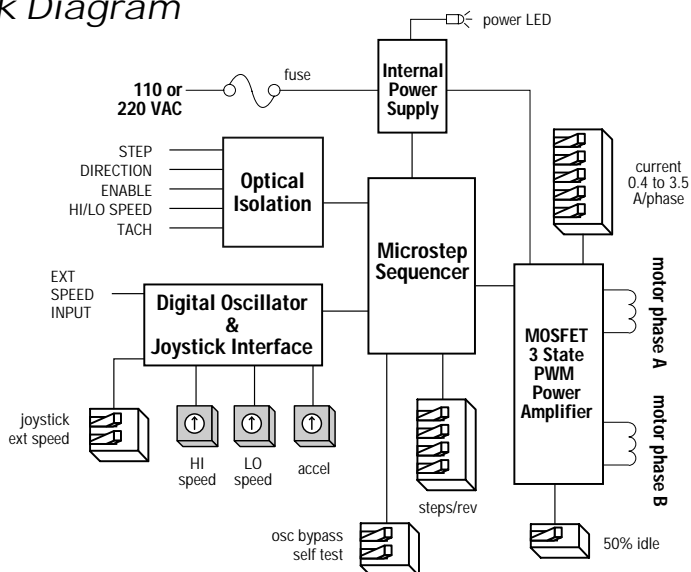 k Diagram
power LED
fuse
110 or
220 VAC
Internal
Power
Supply
STEP
DIRECTION
ENABLE
HI/LO SPEED
TACH
Optical
Isolation
current
0.4 to 3.5
A/phase
Microstep
Sequencer
EXT
SPEED
INPUT
Digital Oscillator
&
Joystick Interface
MOSFET
3 State
PWM
Power
Amplifier
motor phase A
motor phase B
joystick
ext speed
HI
speed
LO
speed
accel
steps/rev
osc bypass
self test
50% idle